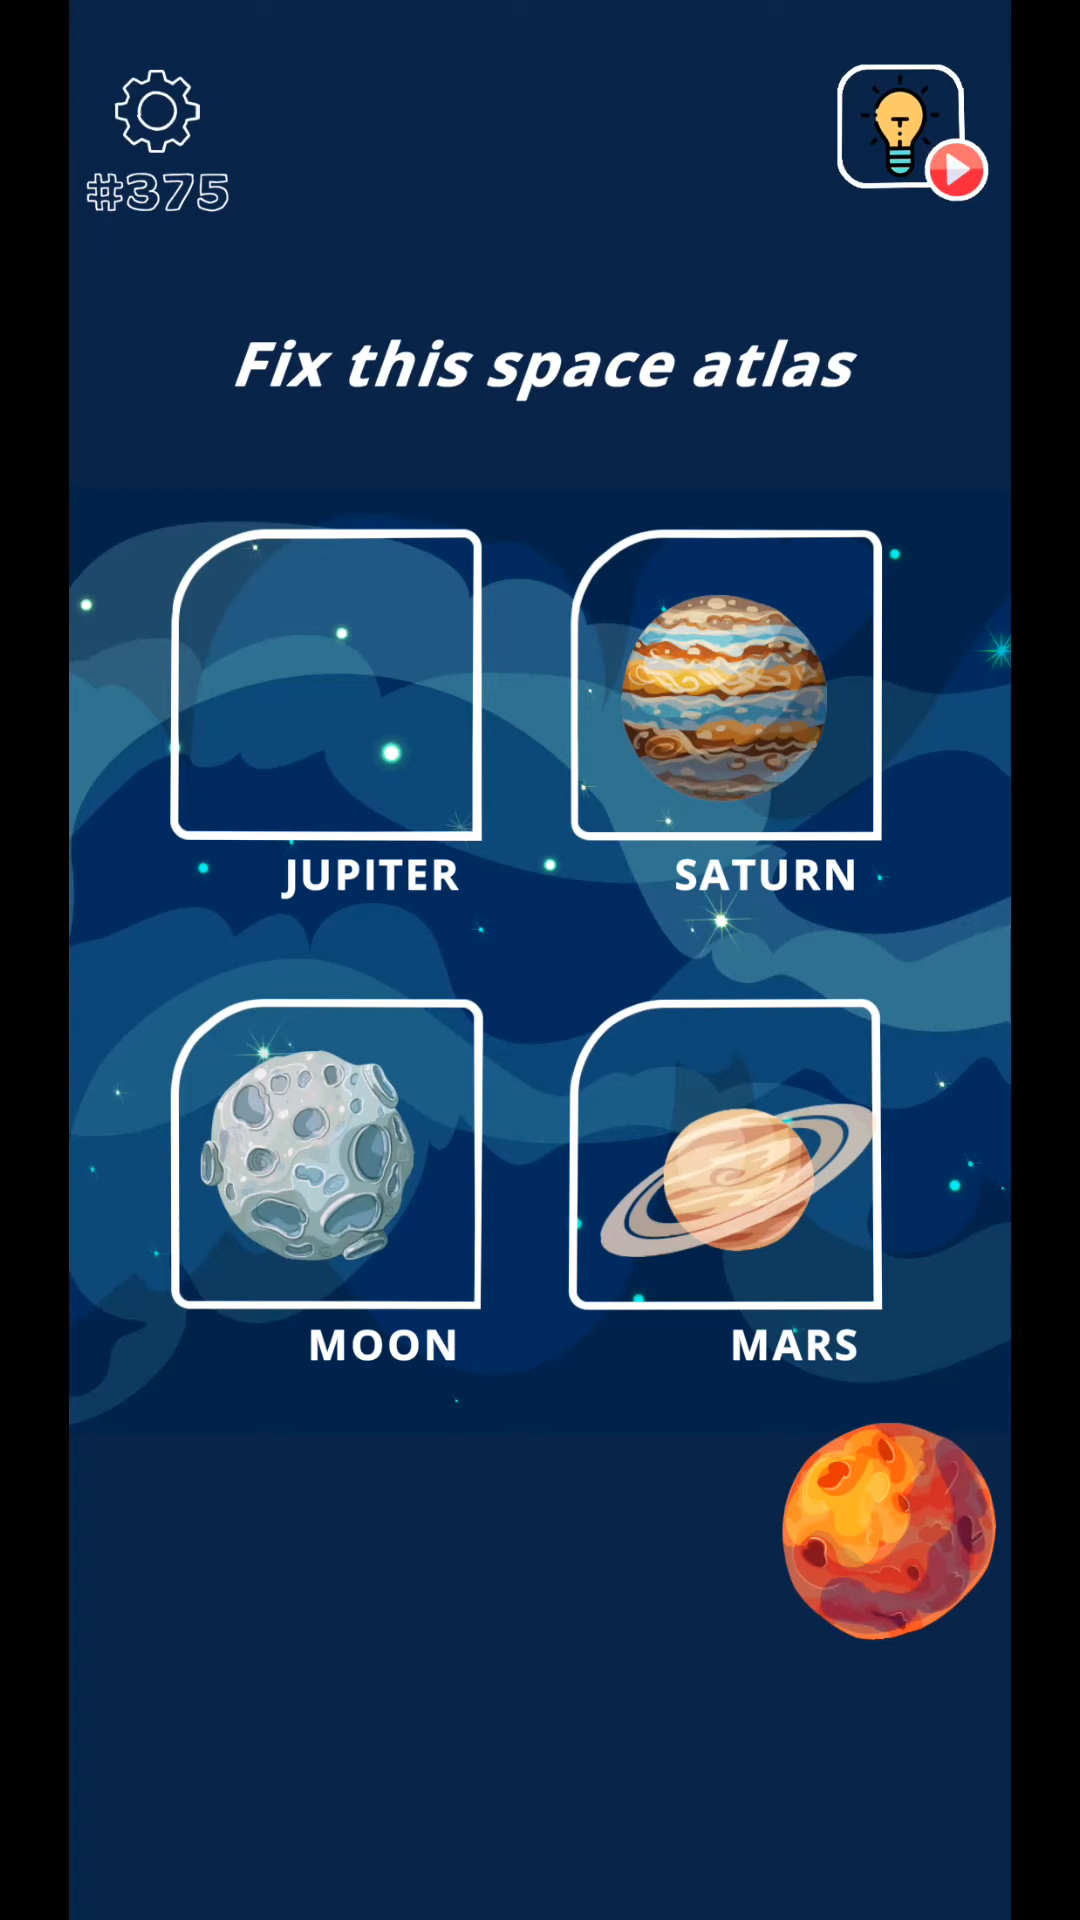 #375
Fix this space atlas
JUPITER
SATURN
MOON
MARS